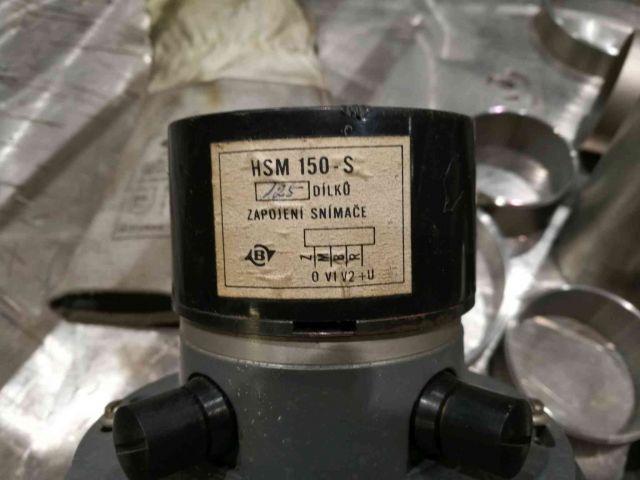 HSM 150-S
125 DÍLKŮ
ZAPOJENÍ SNÍMAČE
B
Z M B R
0 V1 V2 +U